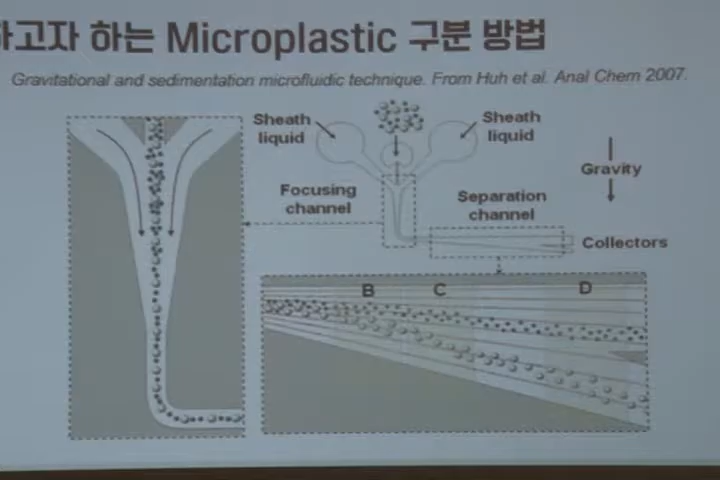 하고자 하는 Microplastic 구분 방법
Gravitational and sedimentation microfluidic technique. From Huh et al. Anal Chem 2007.
Sheath
liquid
Sheath
liquid
Gravity
Focusing
channel
Separation
channel
Collectors
B
C
D